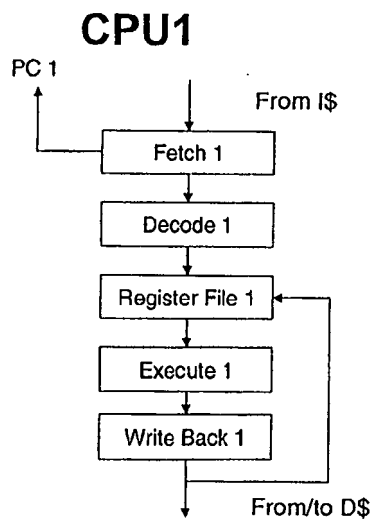 CPU1
PC 1
From I$
Fetch 1
Decode 1
Register File 1
Execute 1
Write Back 1
From/to D$